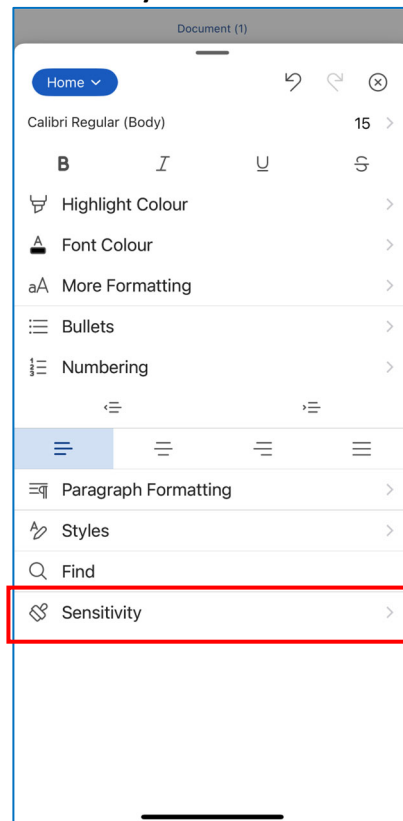 Document (1)
Home
Calibri Regular (Body) 15
B I U S
Highlight Colour
A Font Colour
aA More Formatting
Bullets
Numbering
Paragraph Formatting
Styles
Find
Sensitivity